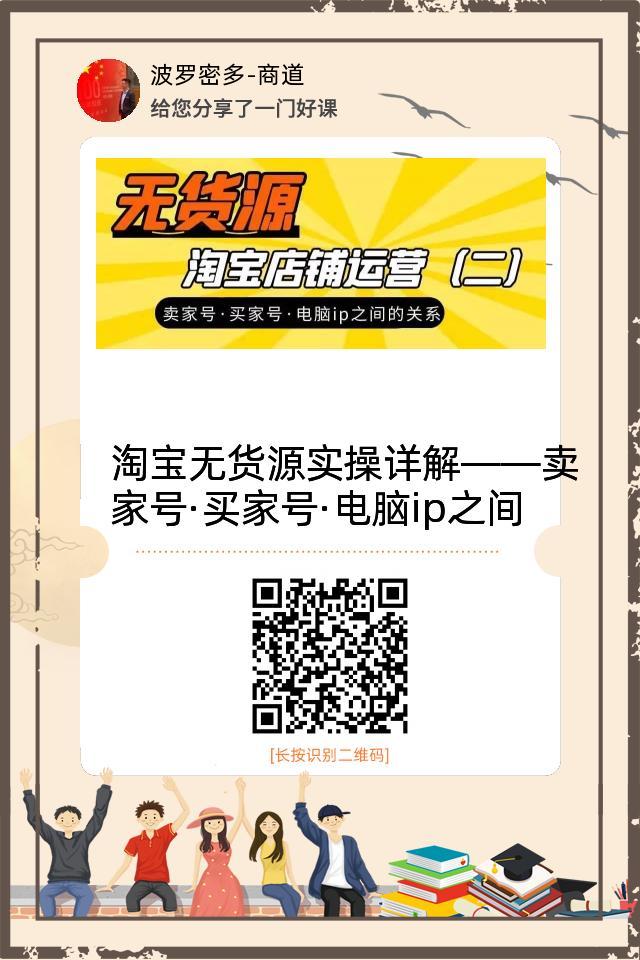 波罗密多-商道
给您分享了一门好课
无货源
淘宝店铺运营（二）
卖家号·买家号·电脑ip之间的关系
淘宝无货源实操详解——卖
家号·买家号·电脑ip之间
[长按识别二维码]